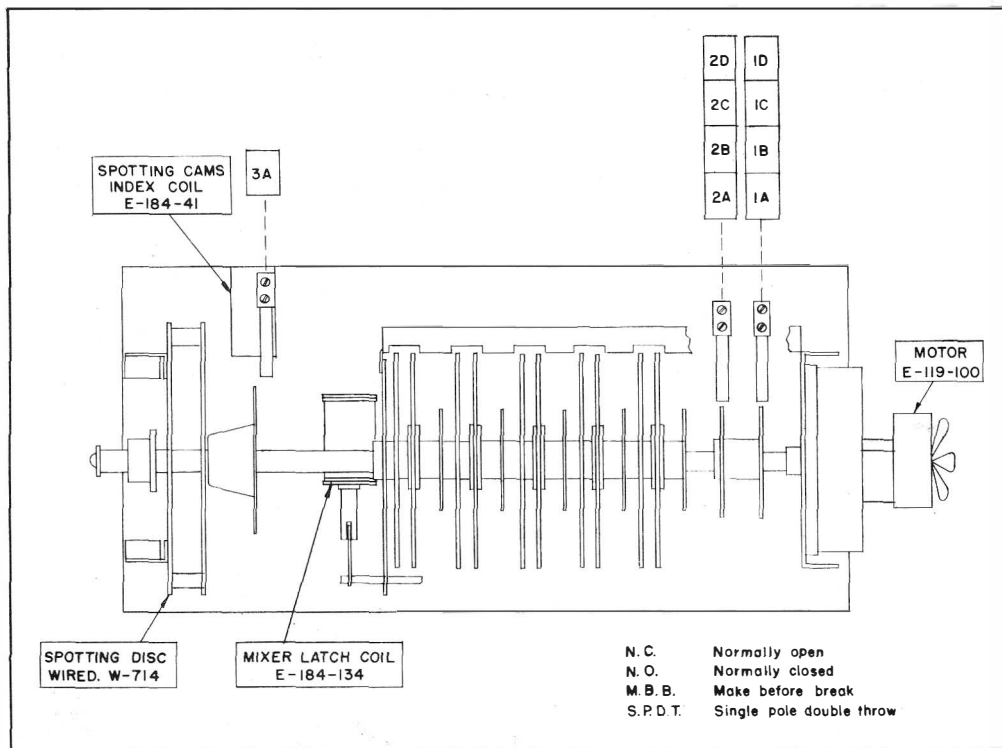 2D 1D
2C 1C
2B 1B
2A 1A
3A
SPOTTING CAMS
INDEX COIL
E-184-41
MOTOR
E-119-100
SPOTTING DISC
WIRED. W-714
MIXER LATCH COIL
E-184-134
N.C. Normally open
N.O. Normally closed
M.B.B. Make before break
S.P.D.T. Single pole double throw